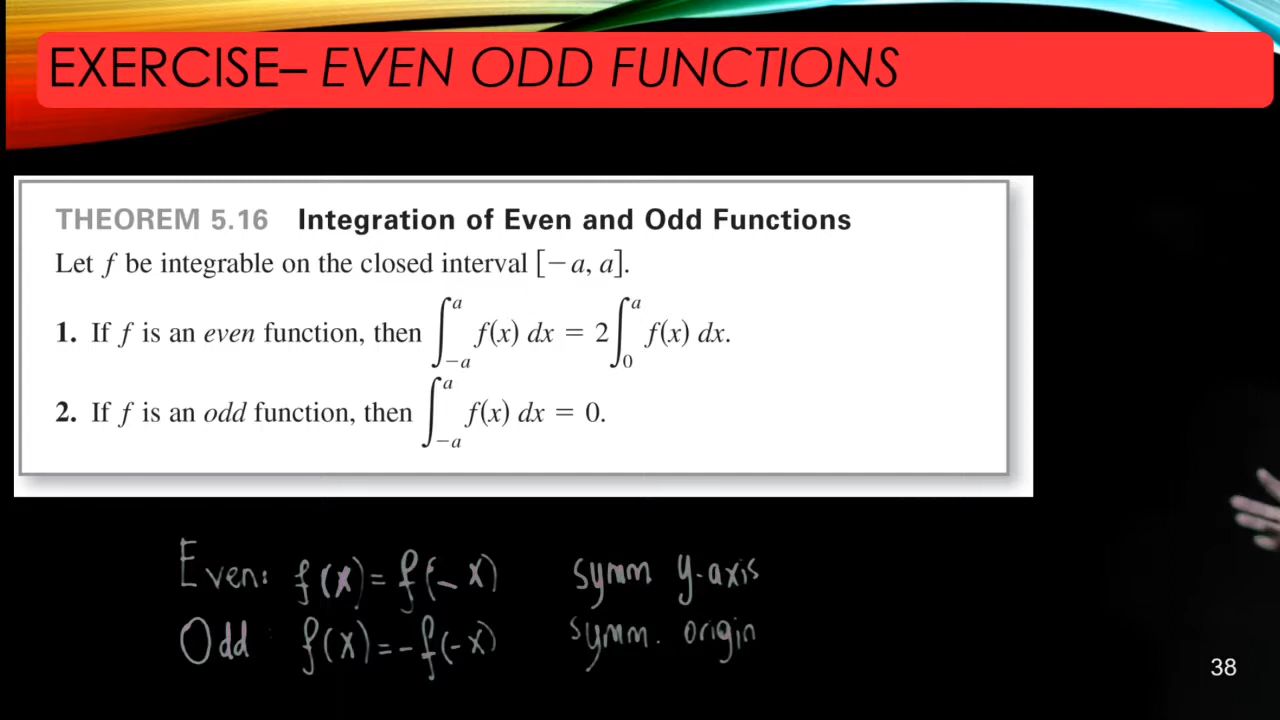 EXERCISE– EVEN ODD FUNCTIONS
THEOREM 5.16 Integration of Even and Odd Functions
Let f be integrable on the closed interval [−a, a].
1. If f is an even function, then ∫_{−a}^{a} f(x) dx = 2∫_{0}^{a} f(x) dx.
2. If f is an odd function, then ∫_{−a}^{a} f(x) dx = 0.
Even: f(x) = f(-x) symm y-axis
Odd : f(x) = -f(-x) symm. origin
38